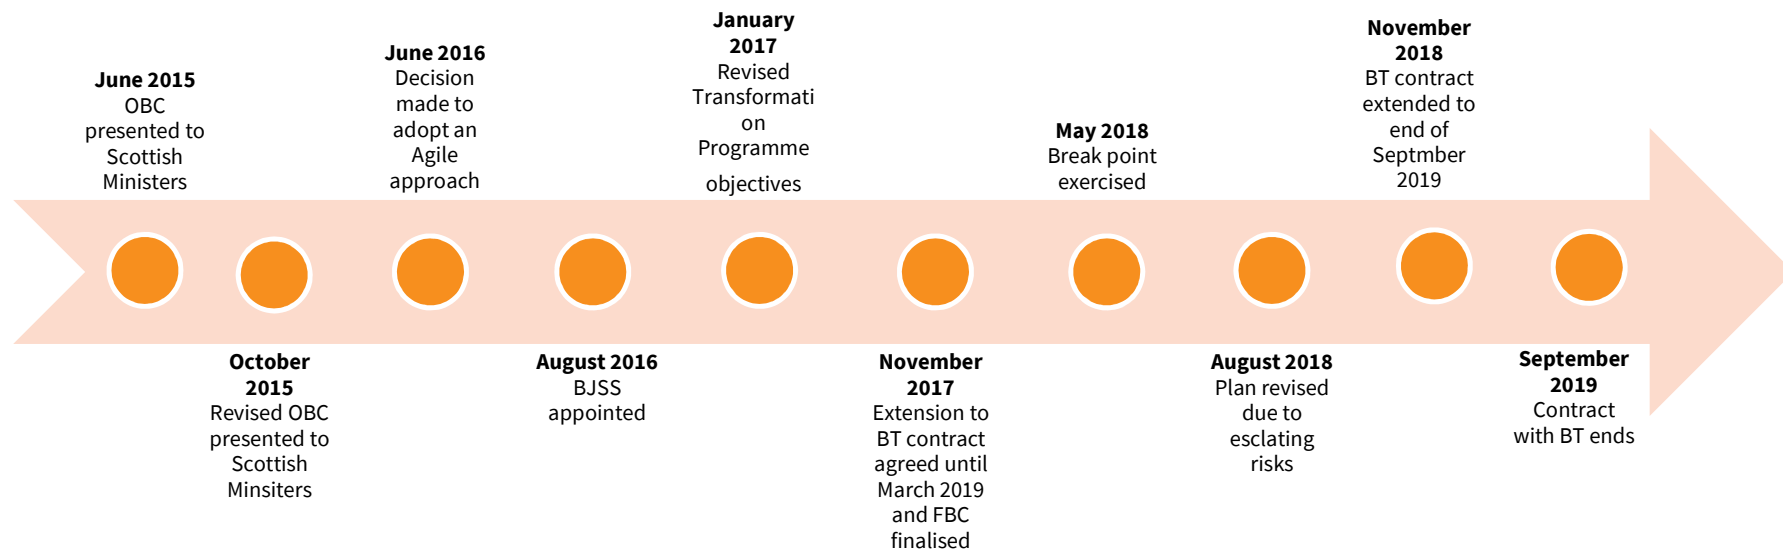 June 2015
OBC
presented to
Scottish
Ministers
October
2015
Revised OBC
presented to
Scottish
Minsiters
June 2016
Decision
made to
adopt an
Agile
approach
August 2016
BJSS
appointed
January
2017
Revised
Transformati
on
Programme
objectives
November
2017
Extension to
BT contract
agreed until
March 2019
and FBC
finalised
May 2018
Break point
exercised
August 2018
Plan revised
due to
esclating
risks
November
2018
BT contract
extended to
end of
Septmber
2019
September
2019
Contract
with BT ends